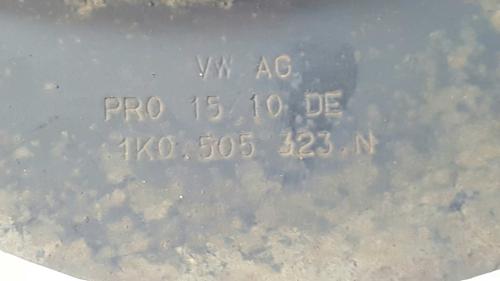 VW AG
PRO 15/10 DE
1K0.505 323.N